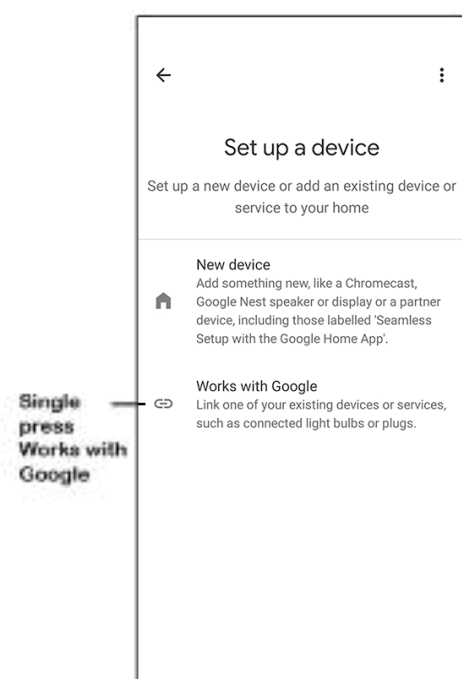 Set up a device
Set up a new device or add an existing device or
service to your home
New device
Add something new, like a Chromecast,
Google Nest speaker or display or a partner
device, including those labelled 'Seamless
Setup with the Google Home App'.
Works with Google
Link one of your existing devices or services,
such as connected light bulbs or plugs.
Single
press
Works with
Google